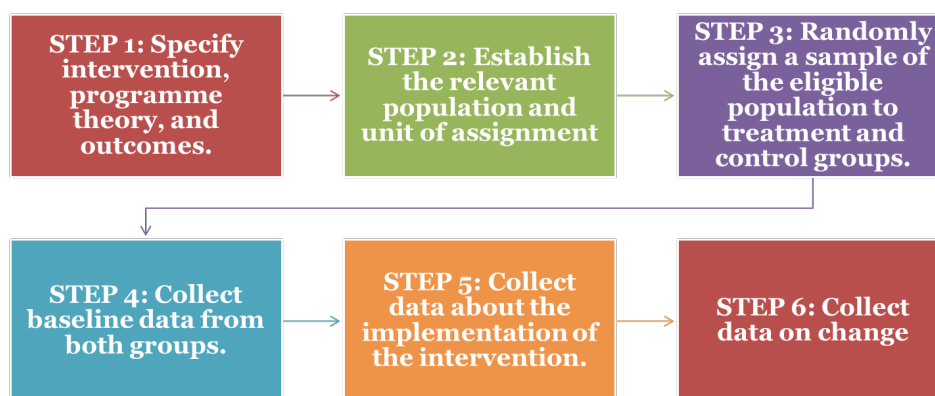 STEP 1: Specify
intervention,
programme
theory, and
outcomes.
STEP 2: Establish
the relevant
population and
unit of assignment
STEP 3: Randomly
assign a sample of
the eligible
population to
treatment and
control groups.
STEP 4: Collect
baseline data from
both groups.
STEP 5: Collect
data about the
implementation of
the intervention.
STEP 6: Collect
data on change